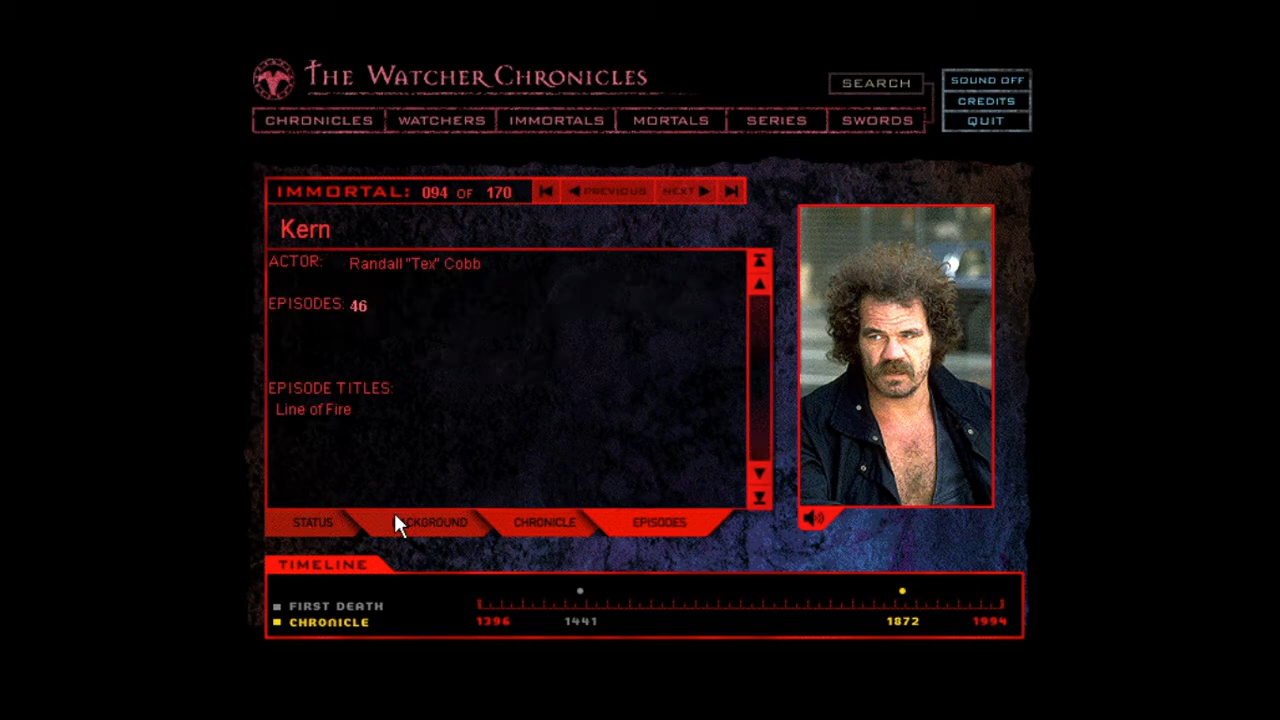 THE WATCHER CHRONICLES
SEARCH
SOUND OFF
CREDITS
QUIT
CHRONICLES WATCHERS IMMORTALS MORTALS SERIES SWORDS
IMMORTAL: 094 OF 170 PREVIOUS NEXT
Kern
ACTOR: Randall "Tex" Cobb
EPISODES: 46
EPISODE TITLES:
Line of Fire
STATUS CKGROUND CHRONICLE EPISODES
TIMELINE
FIRST DEATH
CHRONICLE
1396 1441 1872 1994